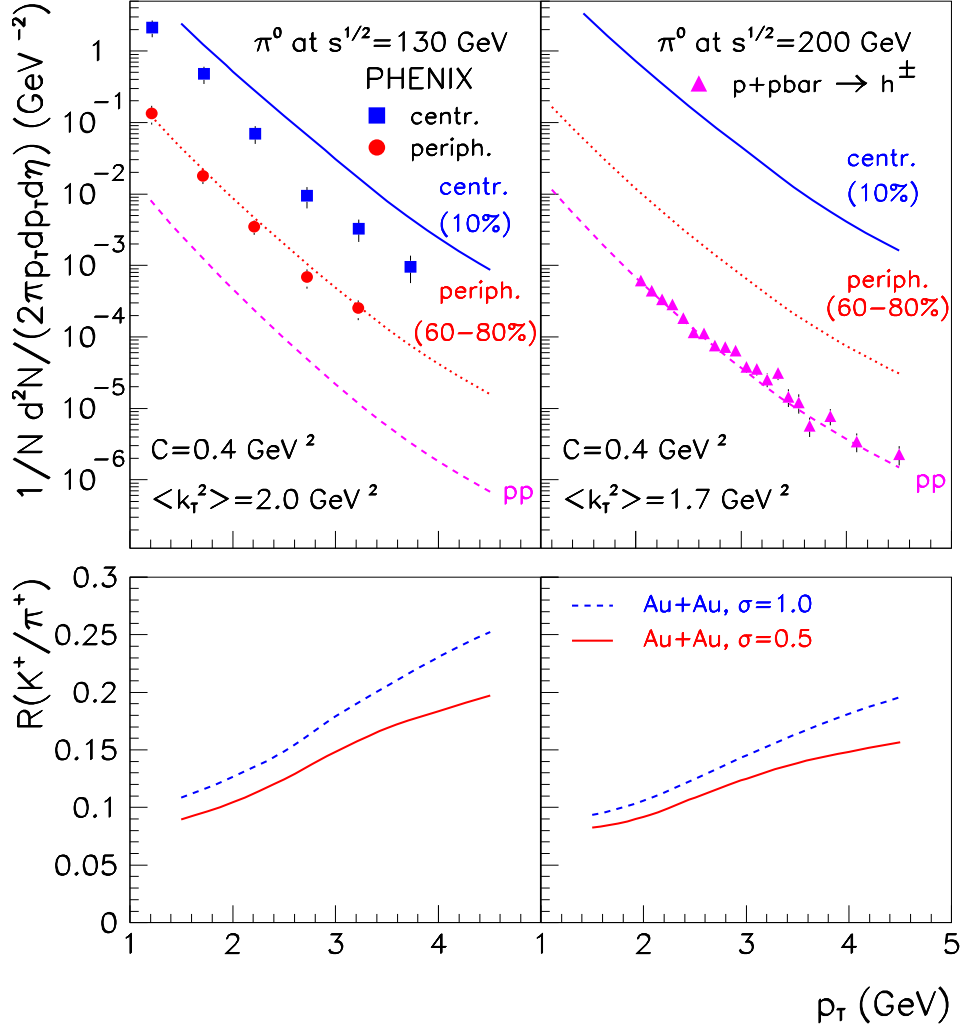 1/N d²N/(2πp_T dp_T dη) (GeV⁻²)
1
10⁻¹
10⁻²
10⁻³
10⁻⁴
10⁻⁵
10⁻⁶
π⁰ at s^{1/2}=130 GeV
PHENIX
centr.
periph.
centr.
(10%)
periph.
(60−80%)
C=0.4 GeV²
<k_T²>=2.0 GeV²
pp
π⁰ at s^{1/2}=200 GeV
p+pbar → h^±
centr.
(10%)
periph.
(60−80%)
C=0.4 GeV²
<k_T²>=1.7 GeV²
pp
R(K⁺/π⁺)
0.3
0.25
0.2
0.15
0.1
0.05
0
Au+Au, σ=1.0
Au+Au, σ=0.5
1 2 3 4 1 2 3 4 5
p_T (GeV)